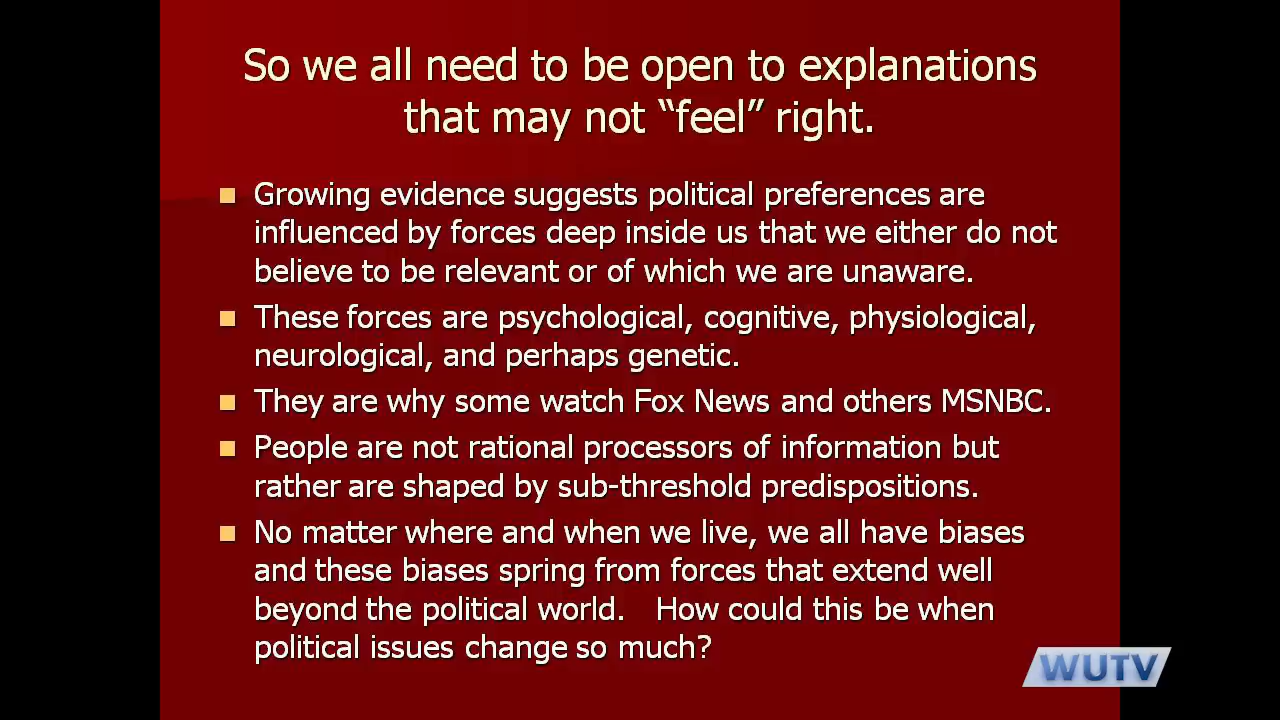 So we all need to be open to explanations
that may not “feel” right.
Growing evidence suggests political preferences are
influenced by forces deep inside us that we either do not
believe to be relevant or of which we are unaware.
These forces are psychological, cognitive, physiological,
neurological, and perhaps genetic.
They are why some watch Fox News and others MSNBC.
People are not rational processors of information but
rather are shaped by sub-threshold predispositions.
No matter where and when we live, we all have biases
and these biases spring from forces that extend well
beyond the political world. How could this be when
political issues change so much?
WUTV